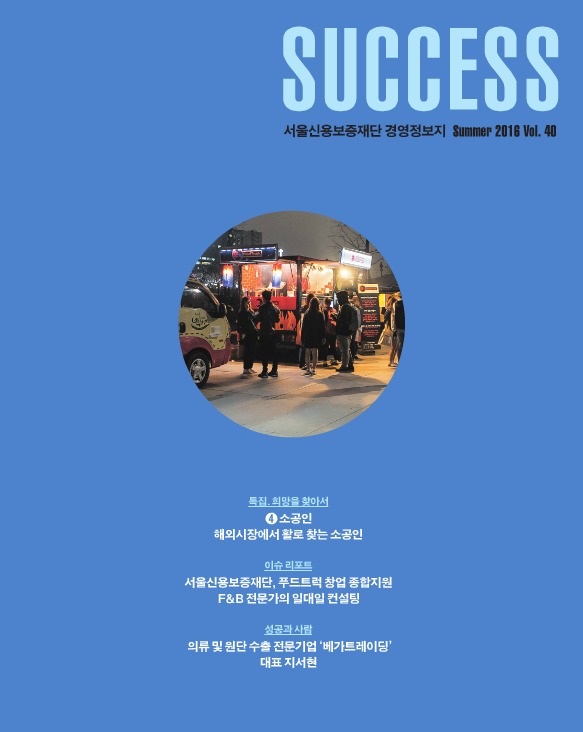 SUCCESS
서울신용보증재단 경영정보지 Summer 2016 Vol. 40
특집. 희망을 찾아서
4 소공인
해외시장에서 활로 찾는 소공인
이슈 리포트
서울신용보증재단, 푸드트럭 창업 종합지원
F&B 전문가의 일대일 컨설팅
성공과 사람
의류 및 원단 수출 전문기업 ‘베가트레이딩’
대표 지서현